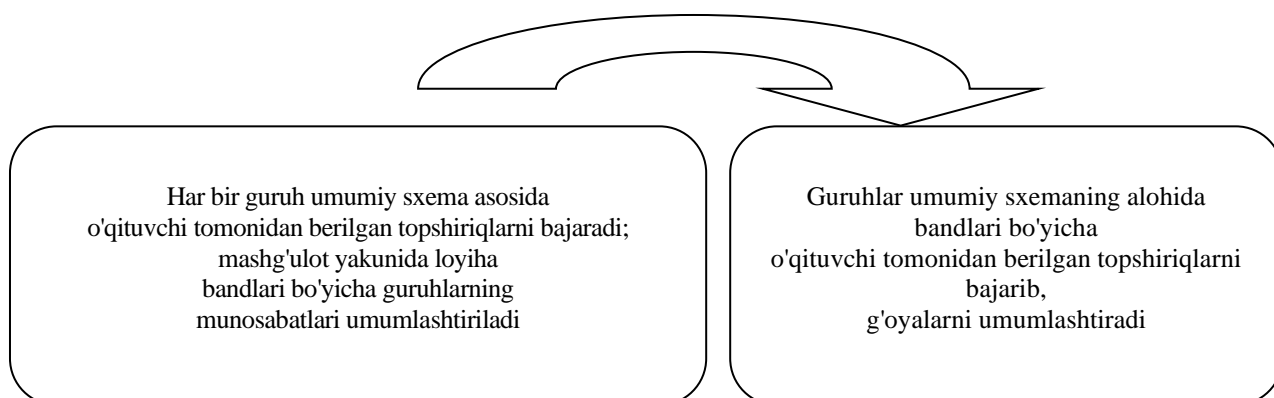 Har bir guruh umumiy sxema asosida
o'qituvchi tomonidan berilgan topshiriqlarni bajaradi;
mashg'ulot yakunida loyiha
bandlari bo'yicha guruhlarning
munosabatlari umumlashtiriladi
Guruhlar umumiy sxemaning alohida
bandlari bo'yicha
o'qituvchi tomonidan berilgan topshiriqlarni
bajarib,
g'oyalarni umumlashtiradi